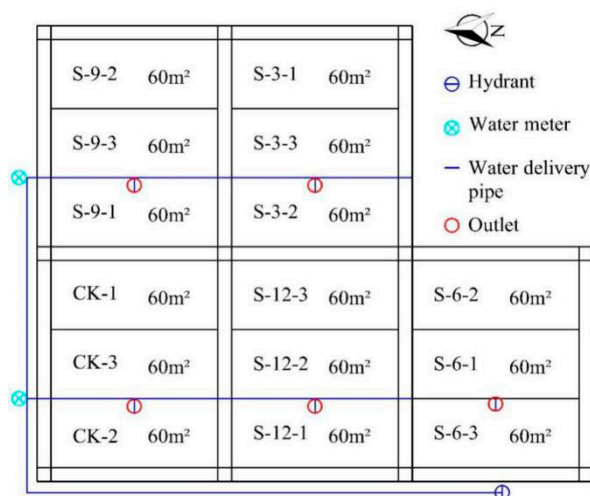 S-9-2 60m² S-3-1 60m²
N
Hydrant
S-9-3 60m² S-3-3 60m²
Water meter
Water delivery
pipe
S-9-1 60m² S-3-2 60m²
Outlet
CK-1 60m² S-12-3 60m² S-6-2 60m²
CK-3 60m² S-12-2 60m² S-6-1 60m²
CK-2 60m² S-12-1 60m² S-6-3 60m²